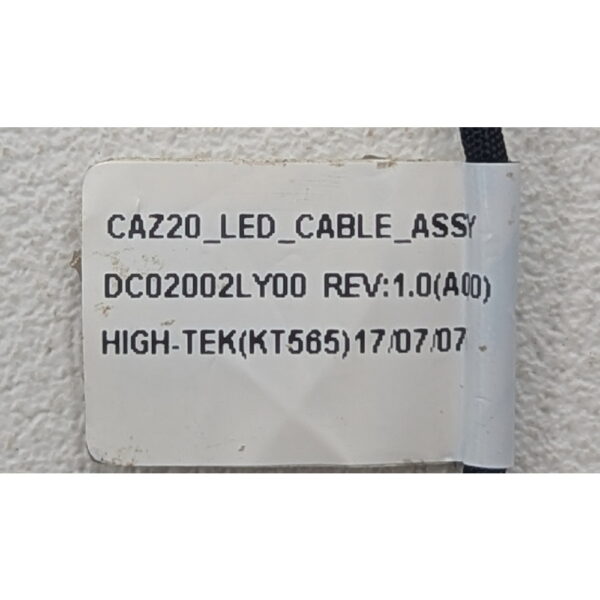 CAZ20_LED_CABLE_ASSY
DC02002LY00 REV:1.0(A00)
HIGH-TEK(KT565)17/07/07